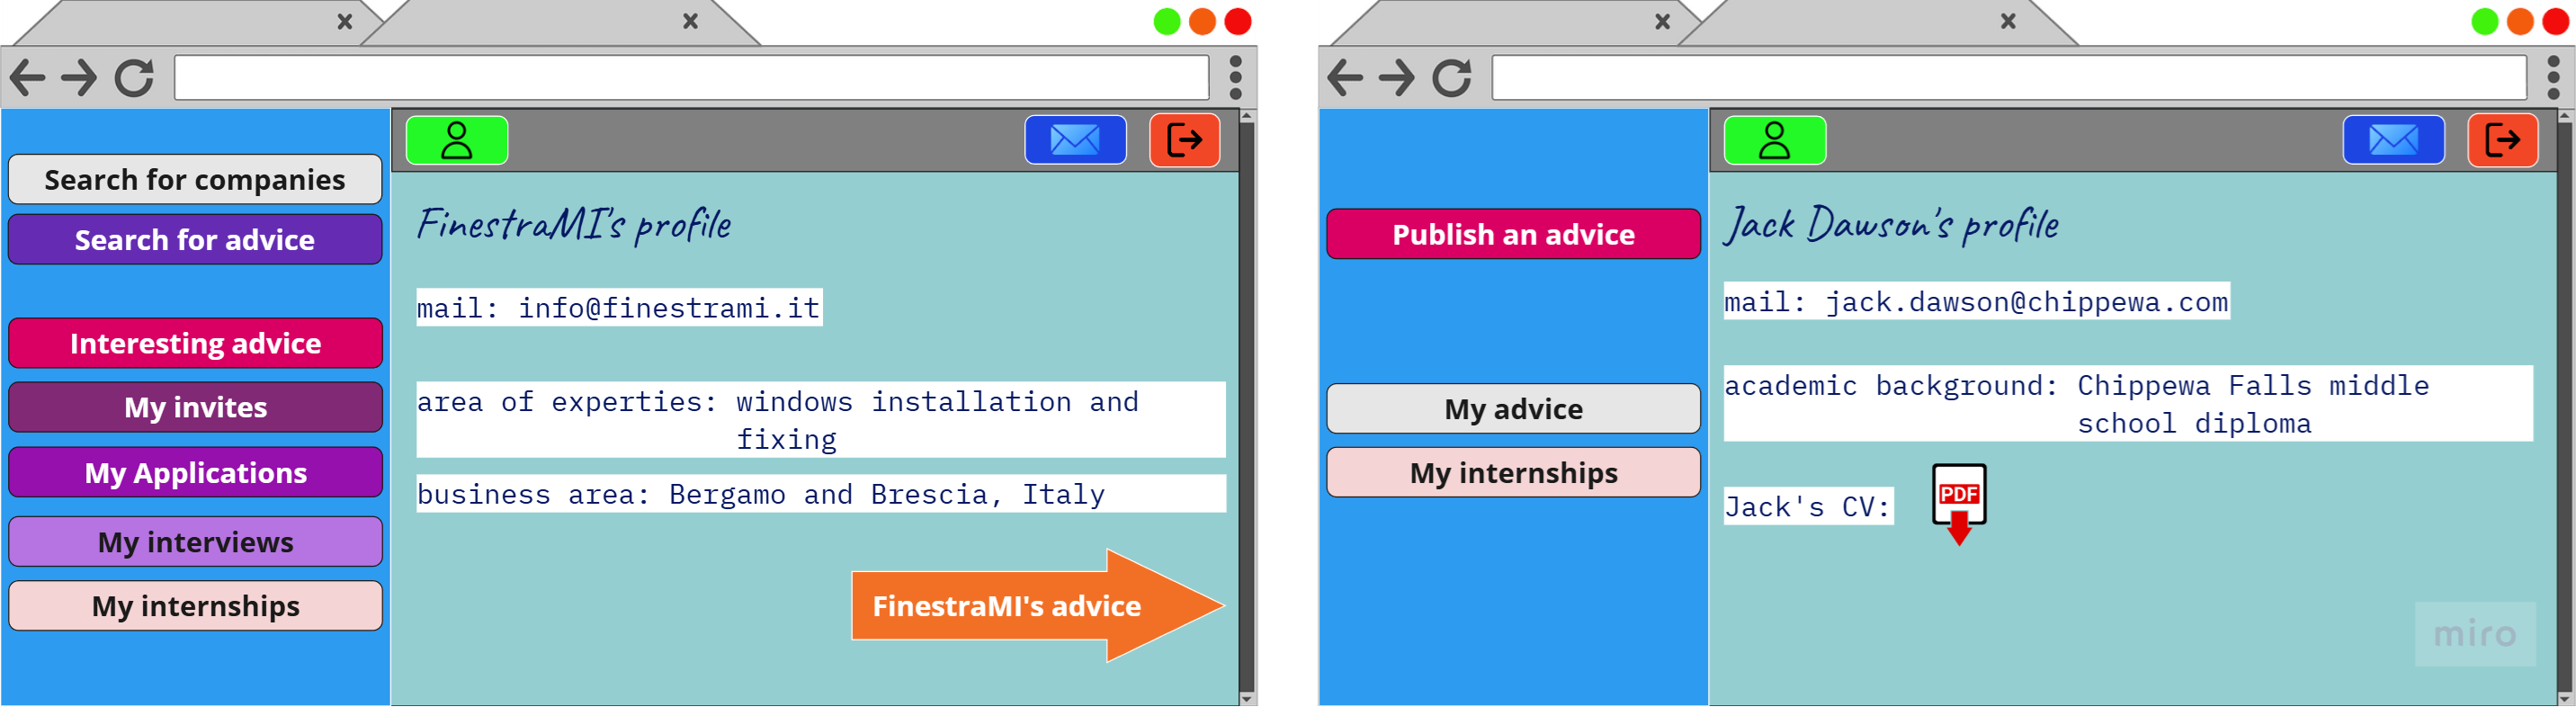 Search for companies
Search for advice
Interesting advice
My invites
My Applications
My interviews
My internships
FinestraMI's profile
mail: info@finestrami.it
area of experties: windows installation and
fixing
business area: Bergamo and Brescia, Italy
FinestraMI's advice
Publish an advice
My advice
My internships
Jack Dawson's profile
mail: jack.dawson@chippewa.com
academic background: Chippewa Falls middle
school diploma
Jack's CV:
PDF
miro